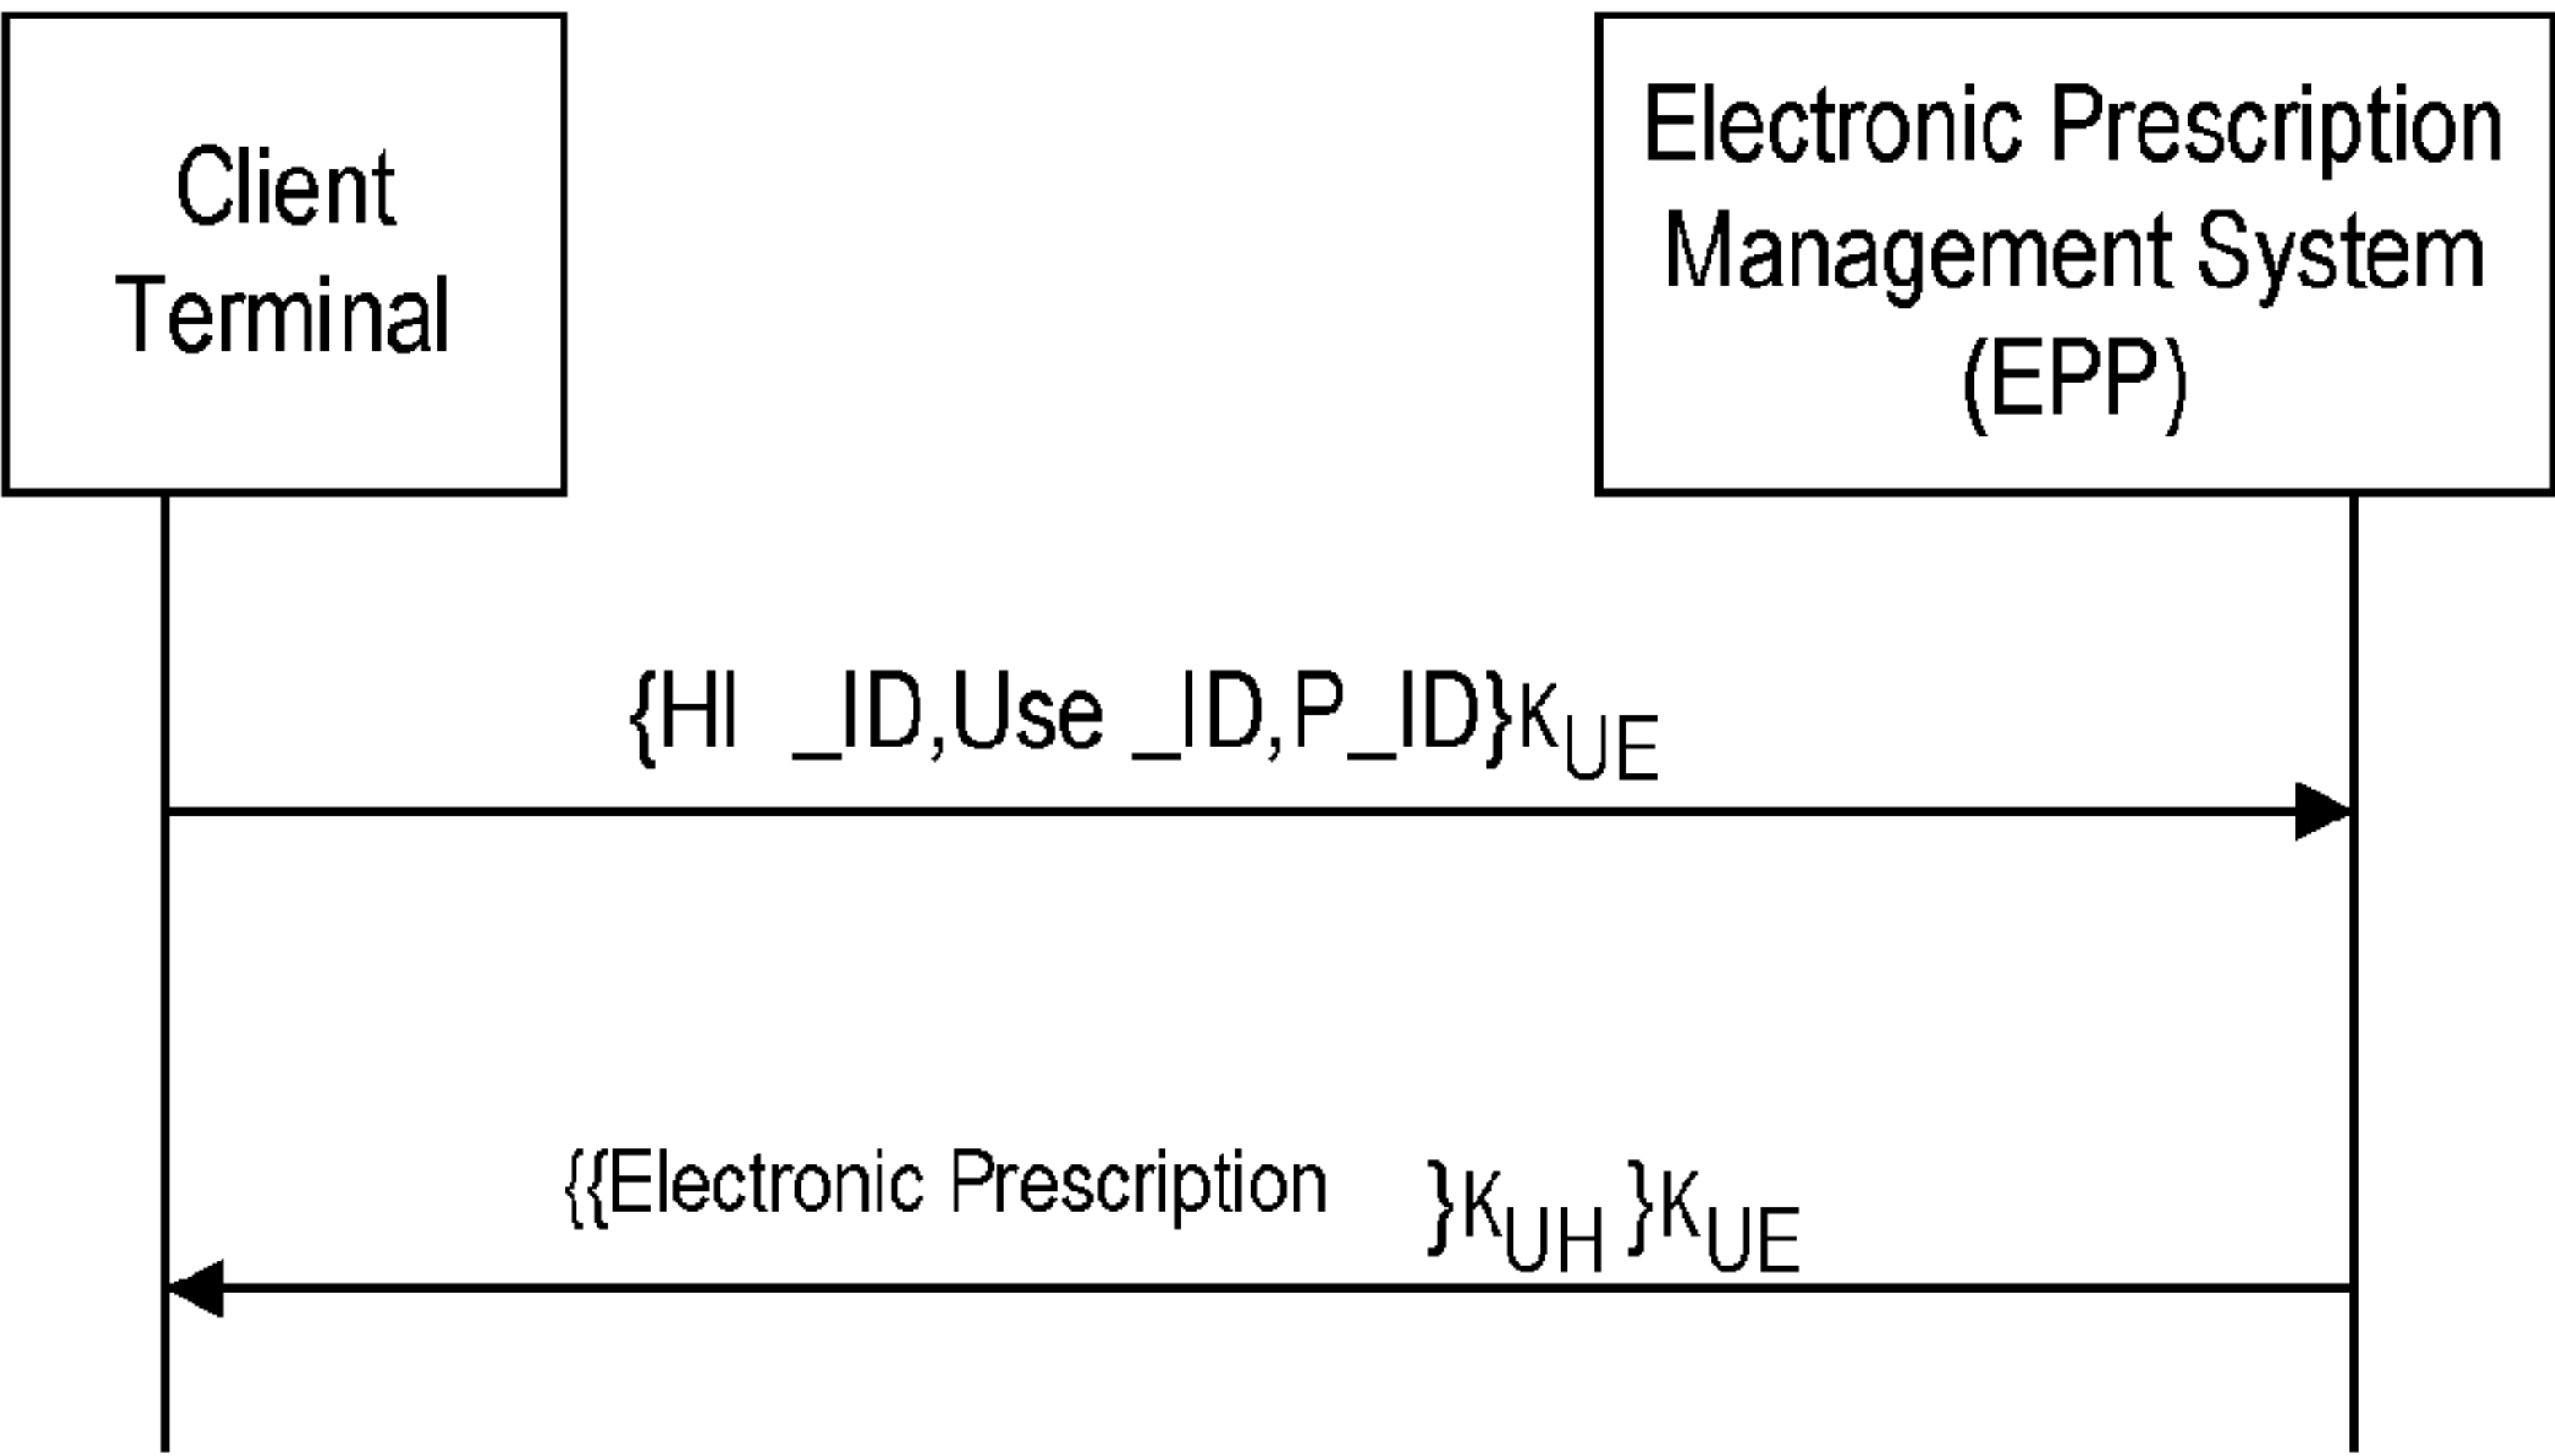 Client
Terminal
Electronic Prescription
Management System
(EPP)
{HI _ID,Use _ID,P_ID}K_UE
{{Electronic Prescription }K_UH }K_UE